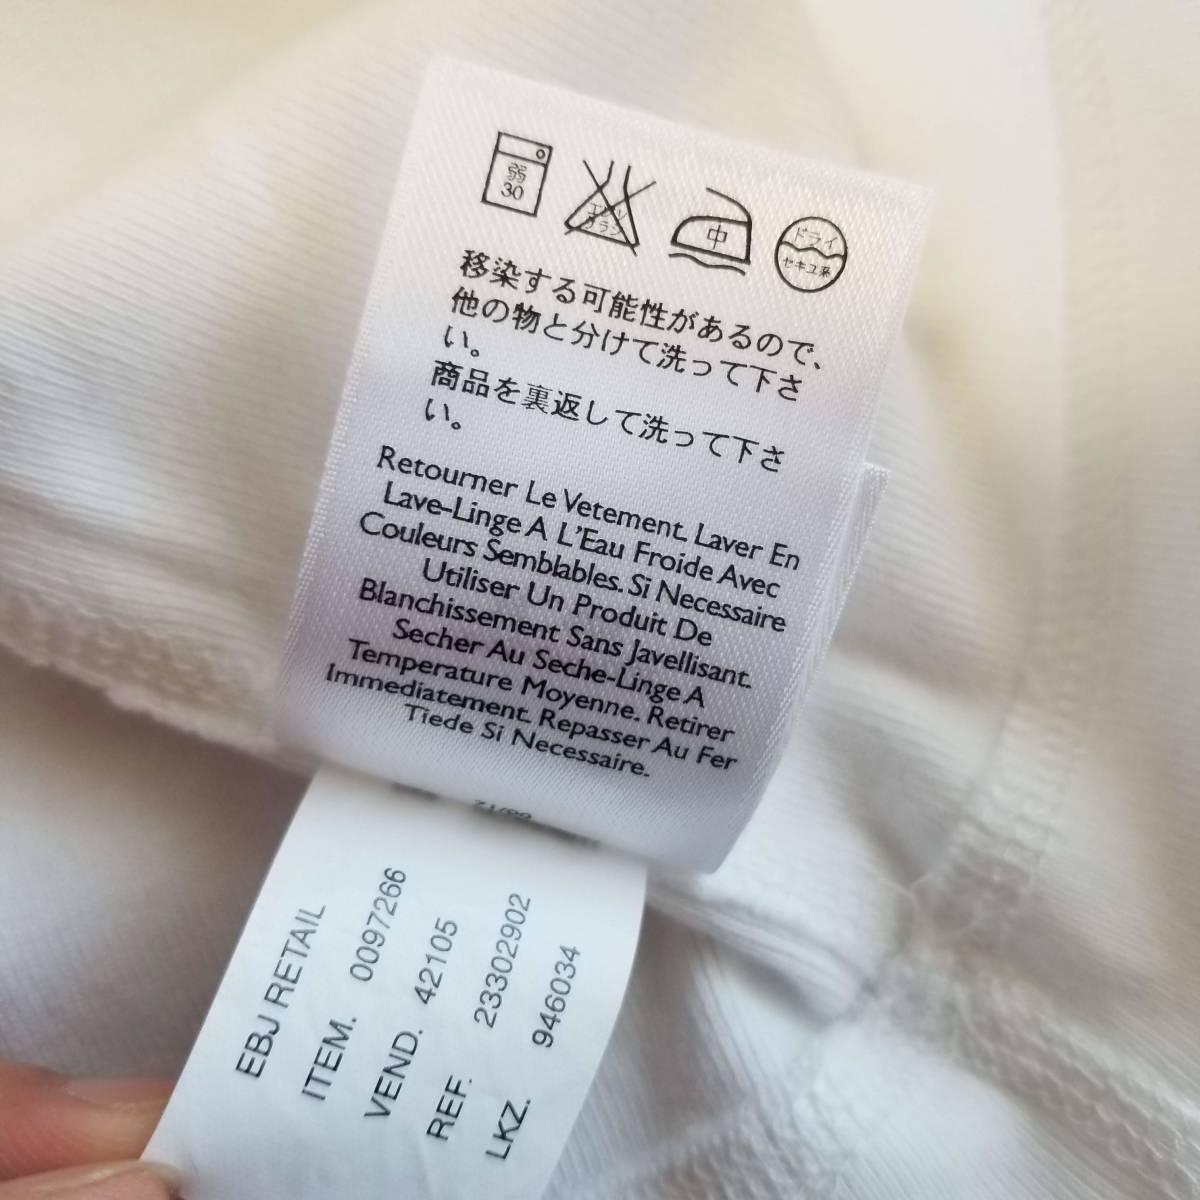 弱
30
エンソ
サラシ
中
ドライ
セキユ系
移染する可能性があるので、
他の物と分けて洗って下さ
い。
商品を裏返して洗って下さ
い。
Retourner Le Vetement. Laver En
Lave-Linge A L'Eau Froide Avec
Couleurs Semblables. Si Necessaire
Utiliser Un Produit De
Blanchissement Sans Javellisant.
Secher Au Seche-Linge A
Temperature Moyenne. Retirer
Immediatement. Repasser Au Fer
Tiede Si Necessaire.
EBJ RETAIL
ITEM. 0097266
VEND. 42105
REF. 23302902
LKZ. 946034